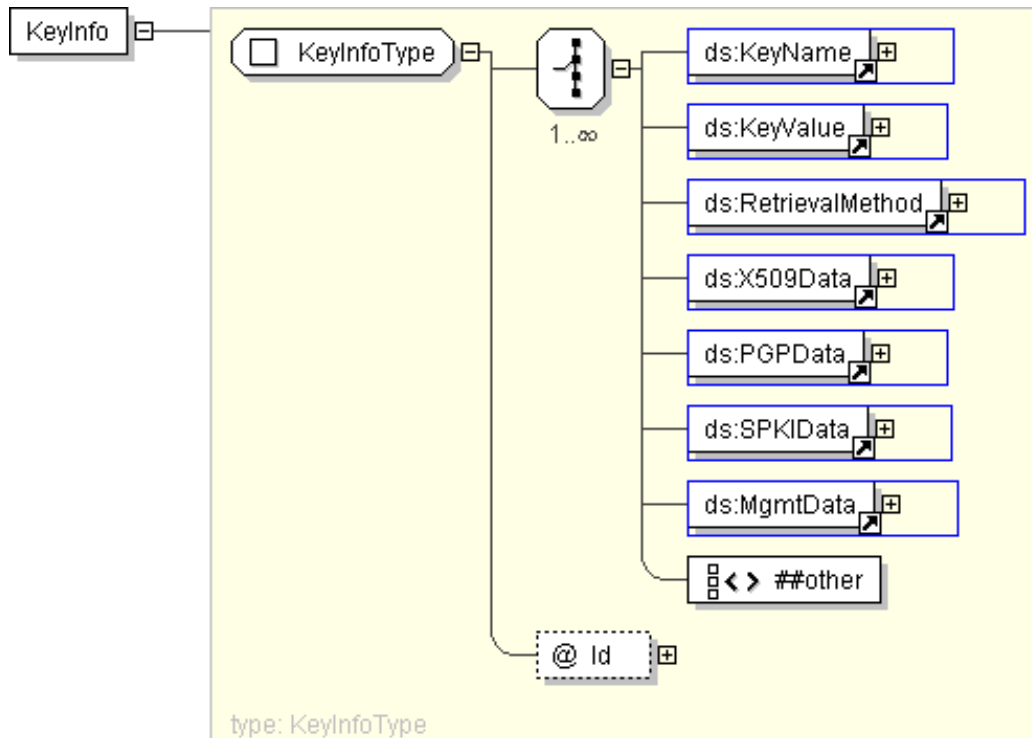 KeyInfo
KeyInfoType
1..∞
ds:KeyName
ds:KeyValue
ds:RetrievalMethod
ds:X509Data
ds:PGPData
ds:SPKIData
ds:MgmtData
##other
@ Id
type: KeyInfoType